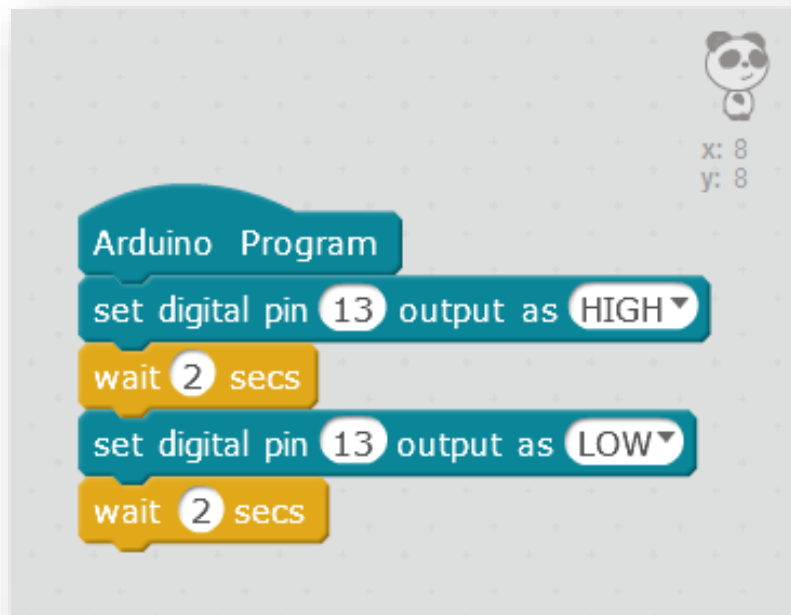 x: 8
y: 8
Arduino Program
set digital pin 13 output as HIGH
wait 2 secs
set digital pin 13 output as LOW
wait 2 secs